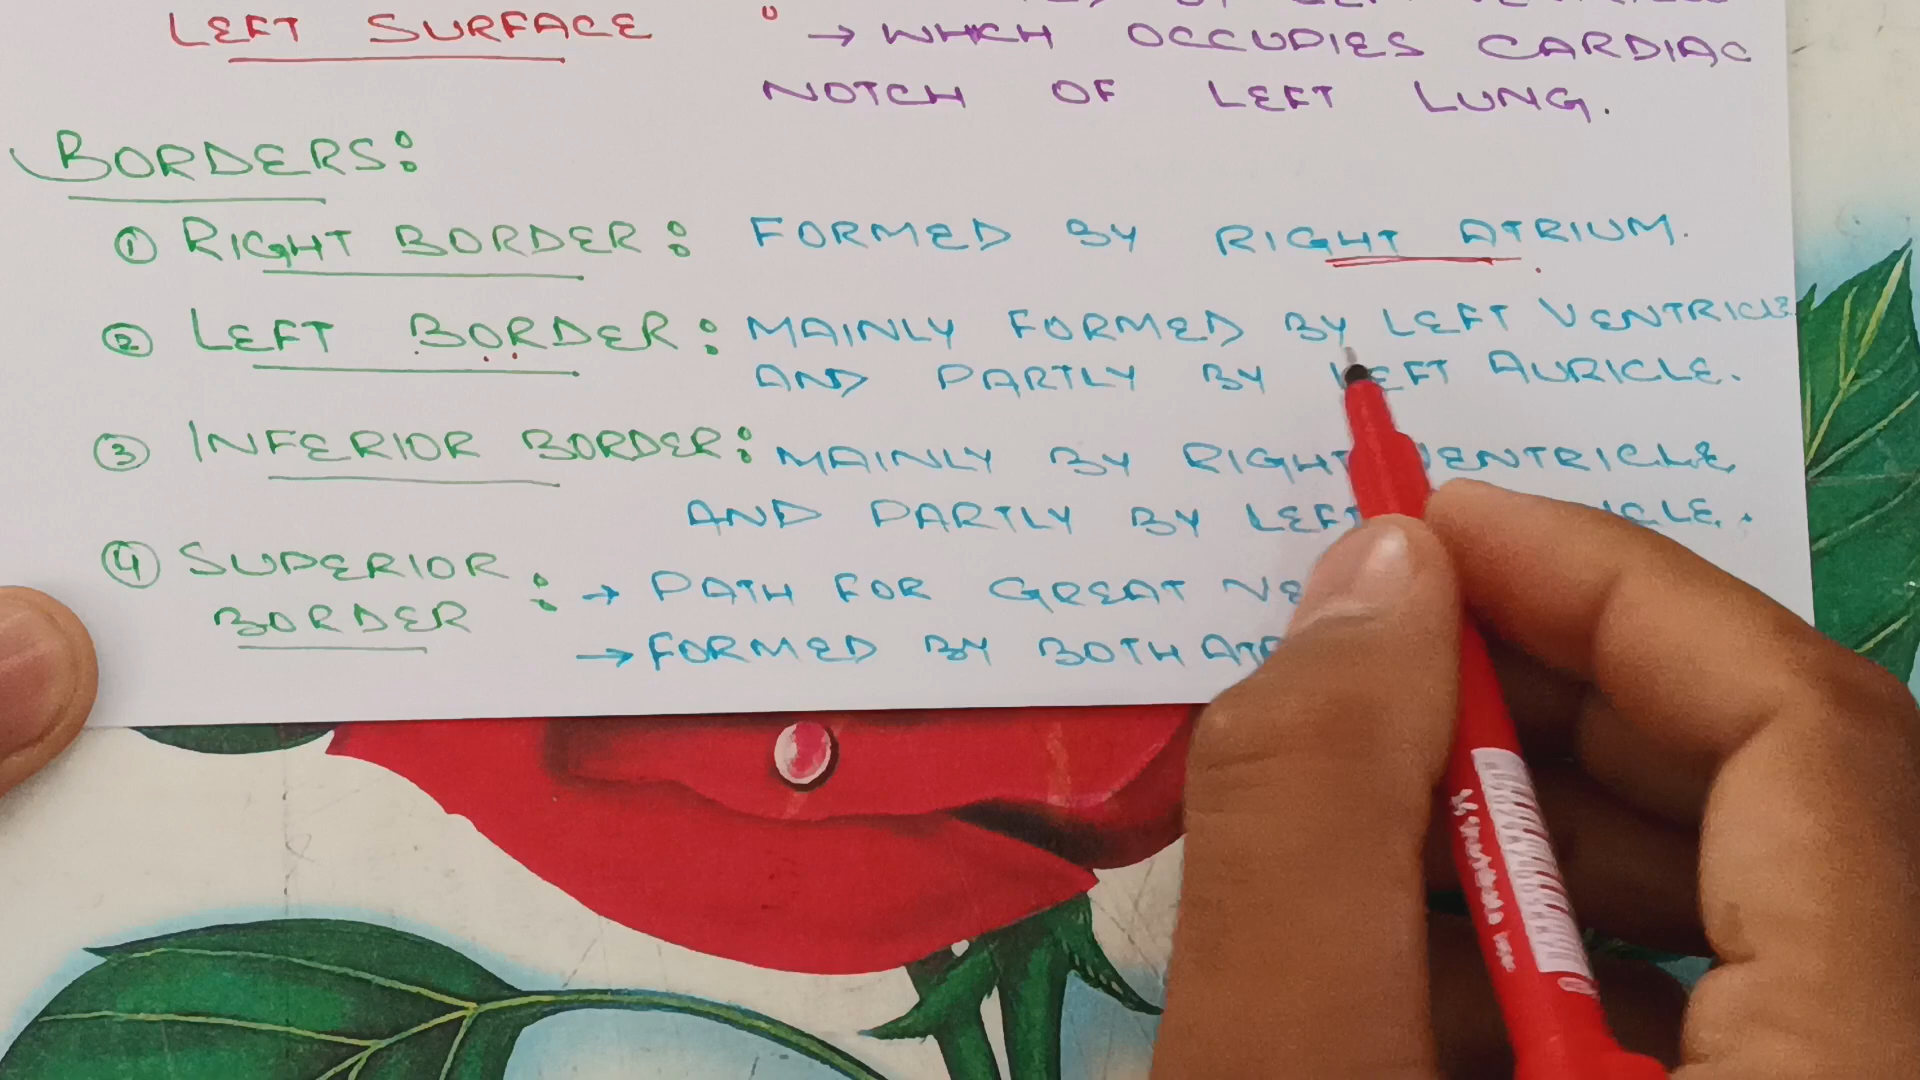 LEFT SURFACE :
→ WHICH OCCUPIES CARDIAC
NOTCH OF LEFT LUNG.
BORDERS:
① RIGHT BORDER: FORMED BY RIGHT ATRIUM.
② LEFT BORDER: MAINLY FORMED BY LEFT VENTRICLE
AND PARTLY BY LEFT AURICLE.
③ INFERIOR BORDER: MAINLY BY RIGHT VENTRICLE
AND PARTLY BY LEFT
④ SUPERIOR BORDER : → PATH FOR GREAT
→ FORMED BY BOTH